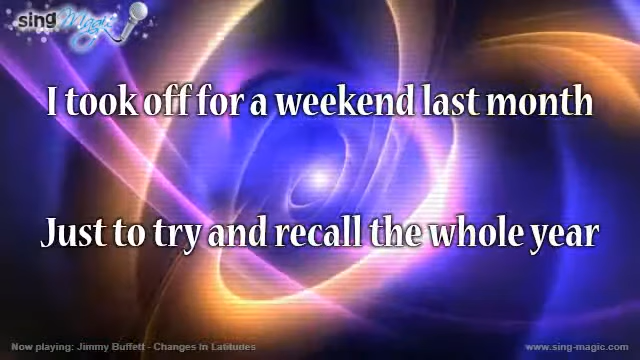 sing Magic
I took off for a weekend last month
Just to try and recall the whole year
Now playing: Jimmy Buffett - Changes In Latitudes
www.sing-magic.com